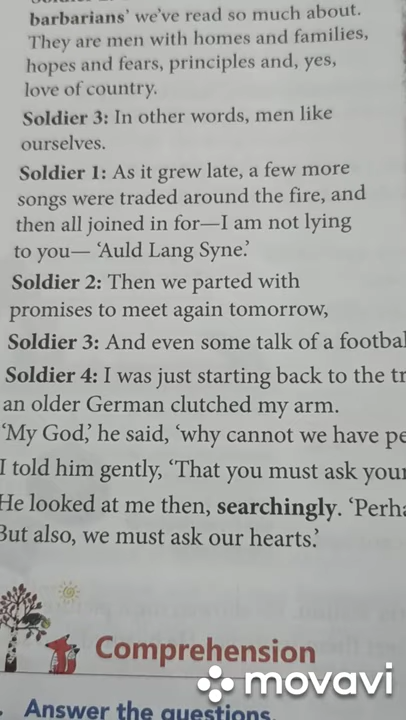 barbarians' we've read so much about.
They are men with homes and families,
hopes and fears, principles and, yes,
love of country.
Soldier 3: In other words, men like
ourselves.
Soldier 1: As it grew late, a few more
songs were traded around the fire, and
then all joined in for—I am not lying
to you— 'Auld Lang Syne.'
Soldier 2: Then we parted with
promises to meet again tomorrow,
Soldier 3: And even some talk of a
Soldier 4: I was just starting back to the
an older German clutched my arm.
'My God,' he said, 'why cannot we have
I told him gently, 'That you must ask
He looked at me then, searchingly.
But also, we must ask our hearts.'
Comprehension
movavi
Answer the questions.